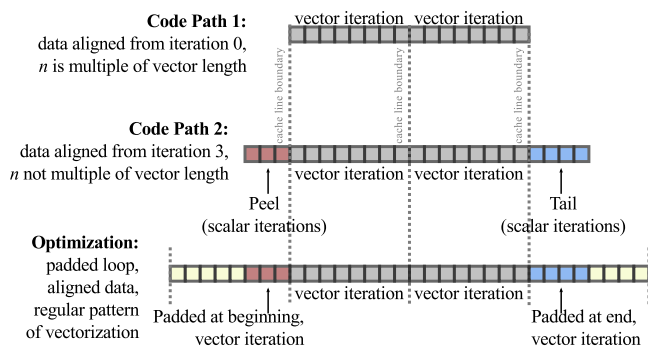 Code Path 1:
data aligned from iteration 0,
n is multiple of vector length
vector iteration vector iteration
cache line boundary
cache line boundary
cache line boundary
Code Path 2:
data aligned from iteration 3,
n not multiple of vector length
vector iteration vector iteration
Peel
(scalar iterations)
Tail
(scalar iterations)
Optimization:
padded loop,
aligned data,
regular pattern
of vectorization
vector iteration vector iteration
Padded at beginning,
vector iteration
Padded at end,
vector iteration